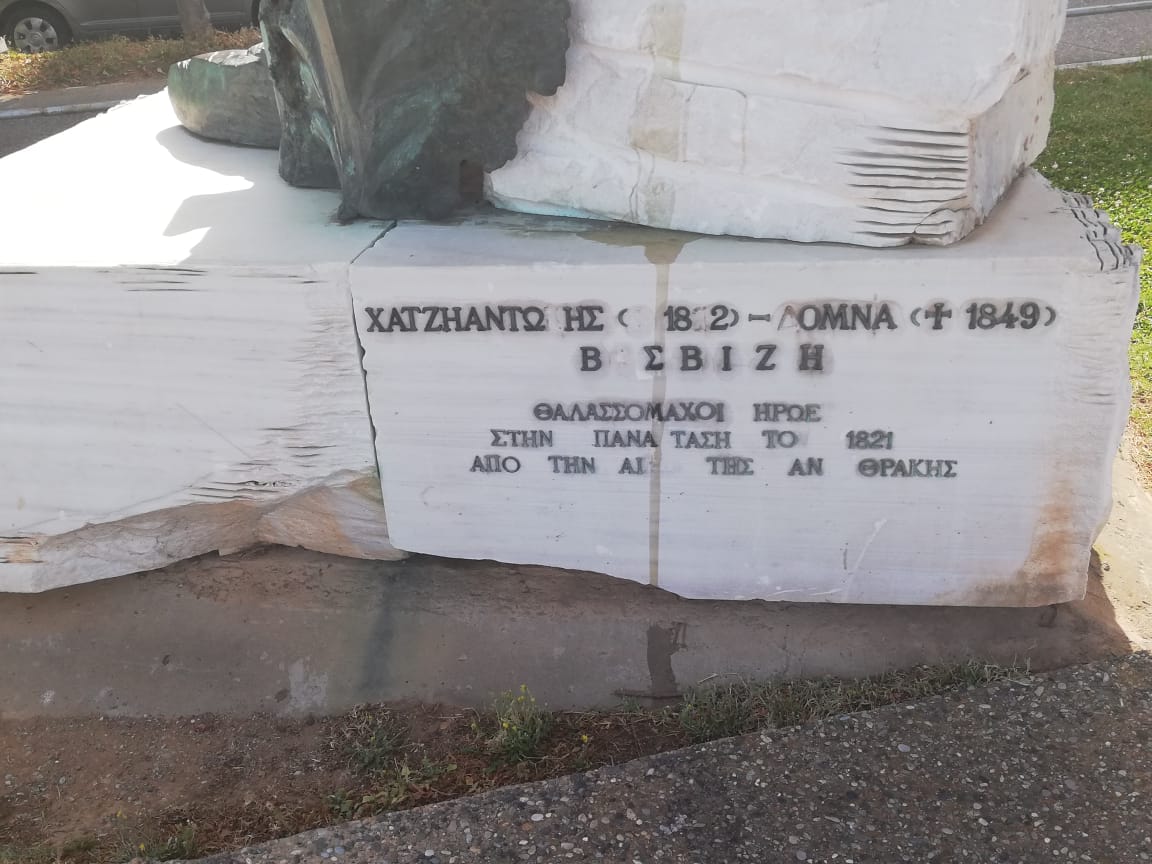 ΧΑΤΖΗΑΝΤΩ ΗΣ ( 18 2) - ΔΟΜΝΑ († 1849)
Β ΣΒΙΖΗ
ΘΑΛΑΣΣΟΜΑΧΟΙ ΗΡΩΕ
ΣΤΗΝ ΠΑΝΑ ΤΑΣΗ ΤΟ 1821
ΑΠΟ ΤΗΝ ΑΙ ΤΗΣ ΑΝ ΘΡΑΚΗΣ